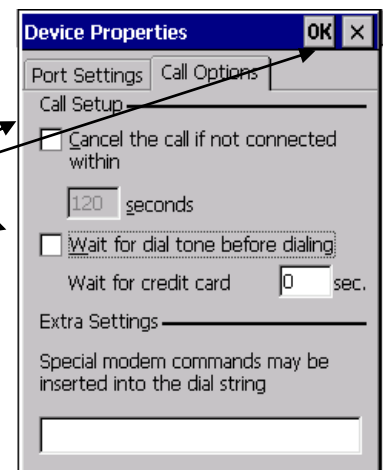 Device Properties OK ×
Port Settings Call Options
Call Setup
Cancel the call if not connected
within
120 seconds
Wait for dial tone before dialing
Wait for credit card 0 sec.
Extra Settings
Special modem commands may be
inserted into the dial string